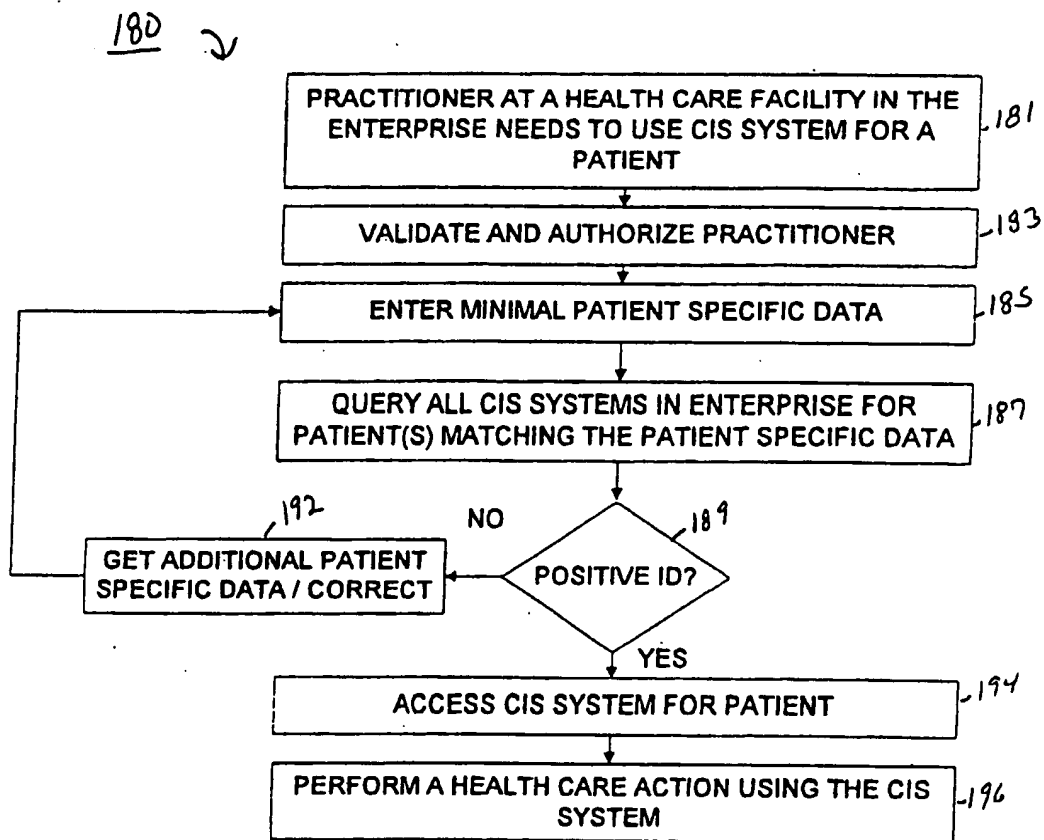 180
PRACTITIONER AT A HEALTH CARE FACILITY IN THE
ENTERPRISE NEEDS TO USE CIS SYSTEM FOR A
PATIENT
181
VALIDATE AND AUTHORIZE PRACTITIONER
183
ENTER MINIMAL PATIENT SPECIFIC DATA
185
QUERY ALL CIS SYSTEMS IN ENTERPRISE FOR
PATIENT(S) MATCHING THE PATIENT SPECIFIC DATA
187
192
NO
189
GET ADDITIONAL PATIENT
SPECIFIC DATA / CORRECT
POSITIVE ID?
YES
ACCESS CIS SYSTEM FOR PATIENT
194
PERFORM A HEALTH CARE ACTION USING THE CIS
SYSTEM
196